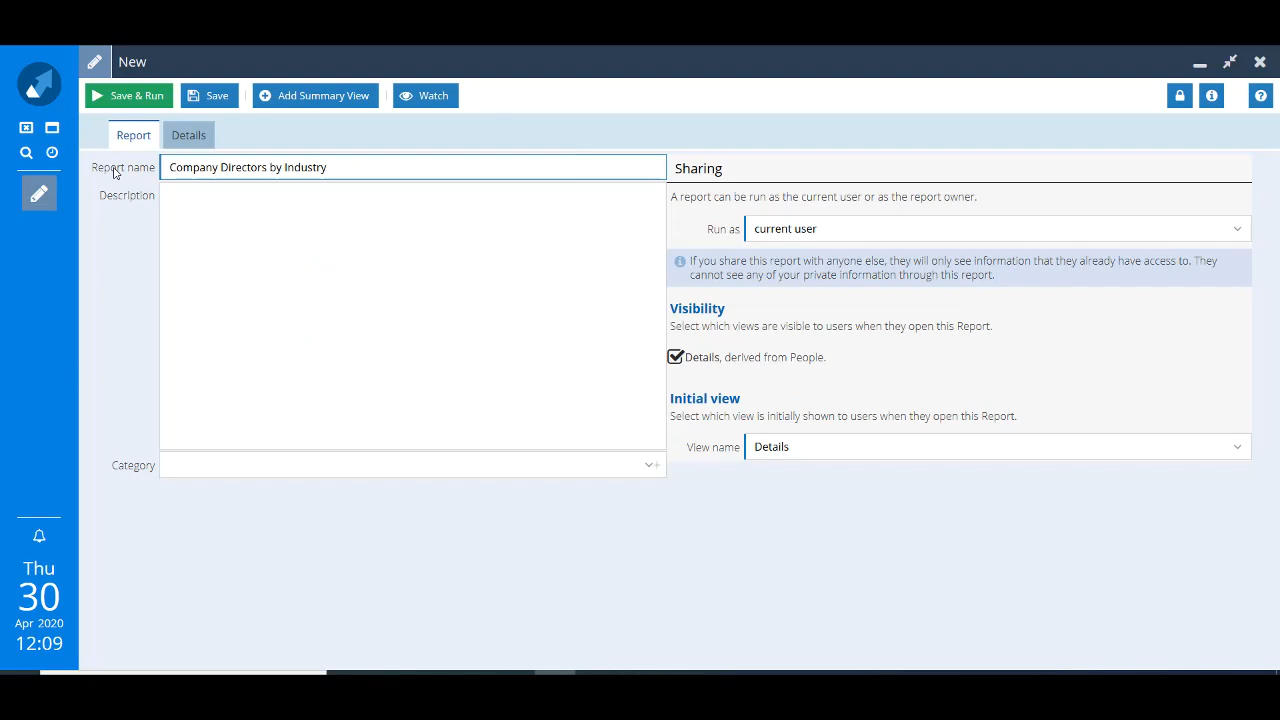 New
Save & Run
Save
Add Summary View
Watch
Report
Details
Report name
Company Directors by Industry
Description
Category
Sharing
A report can be run as the current user or as the report owner.
Run as
current user
If you share this report with anyone else, they will only see information that they already have access to. They
cannot see any of your private information through this report.
Visibility
Select which views are visible to users when they open this Report.
Details, derived from People.
Initial view
Select which view is initially shown to users when they open this Report.
View name
Details
Thu
30
Apr 2020
12:09